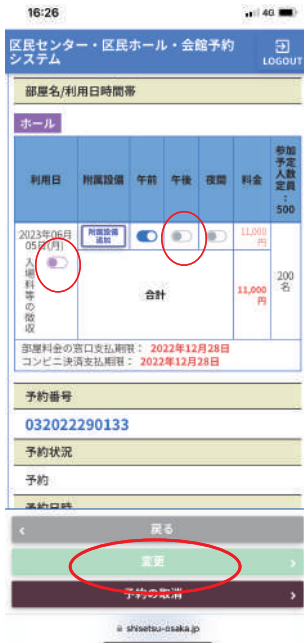 16:26
4G
区民センター・区民ホール・会館予約
システム
LOGOUT
部屋名/利用日時間帯
ホール
利用日
附属設備
午前
午後
夜間
料金
参加
予定
人数
定員
:
500
2023年06月
05日(月)
附属設備
追加
11,000
円
入
場
料
等
の
徴
収
合計
11,000
円
200
名
部屋料金の窓口支払期限: 2022年12月28日
コンビニ決済支払期限: 2022年12月28日
予約番号
032022290133
予約状況
予約
予約日時
戻る
変更
予約の取消
shisetsu-osaka.jp